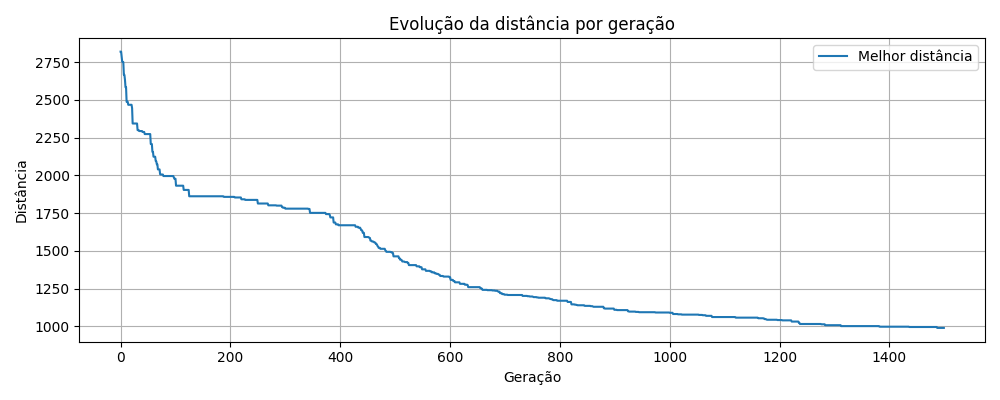 Evolução da distância por geração
Melhor distância
Distância
2750
2500
2250
2000
1750
1500
1250
1000
0 200 400 600 800 1000 1200 1400
Geração